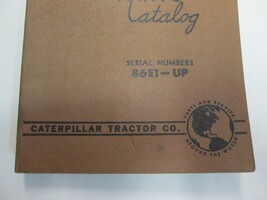 Catalog
SERIAL NUMBERS
86E1-UP
PARTS AND SERVICE
AROUND THE WORLD
CATERPILLAR TRACTOR CO.